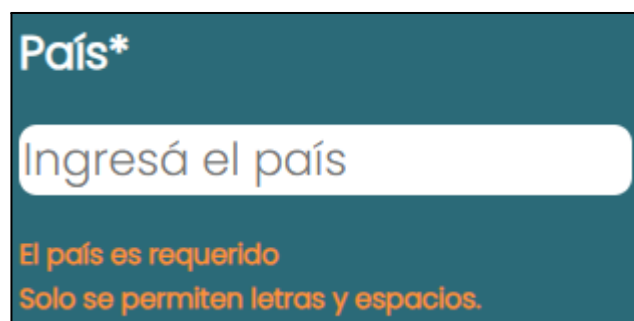 País*
Ingresá el país
El país es requerido
Solo se permiten letras y espacios.